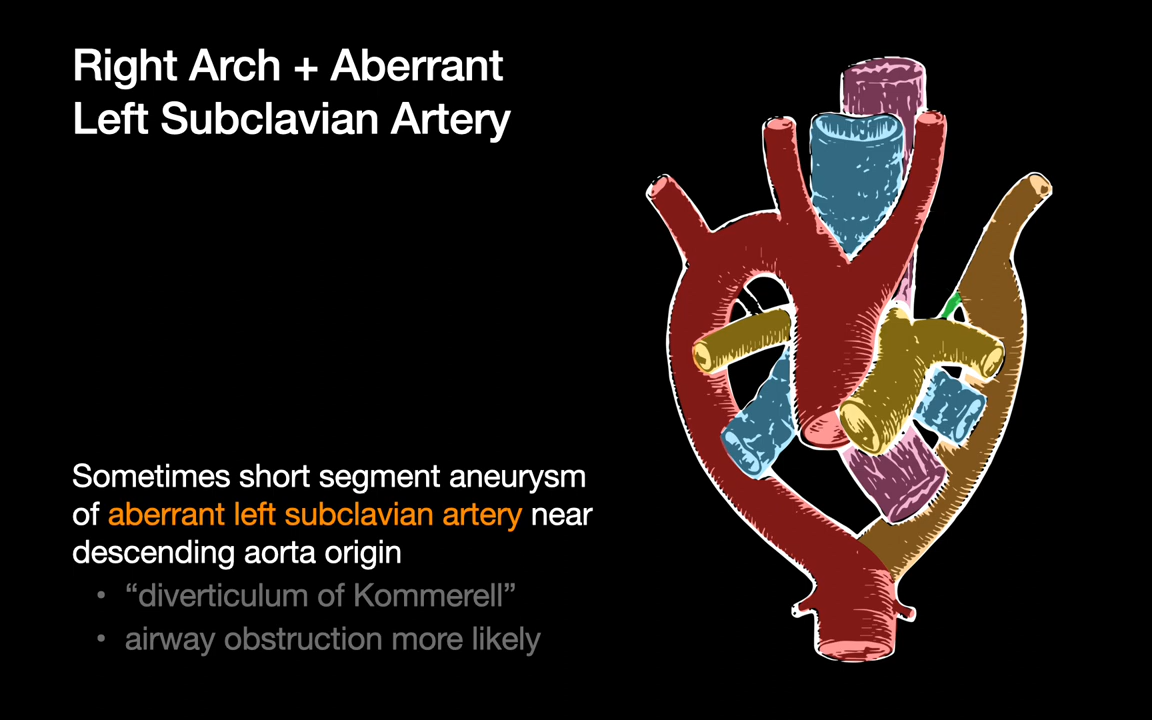 Right Arch + Aberrant
Left Subclavian Artery
Sometimes short segment aneurysm
of aberrant left subclavian artery near
descending aorta origin
• “diverticulum of Kommerell”
• airway obstruction more likely